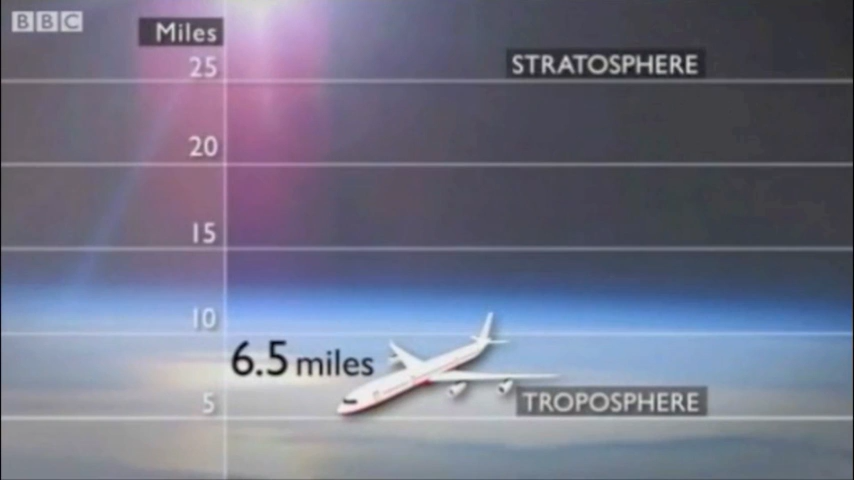 BBC
Miles
25
STRATOSPHERE
20
15
10
6.5 miles
5
TROPOSPHERE